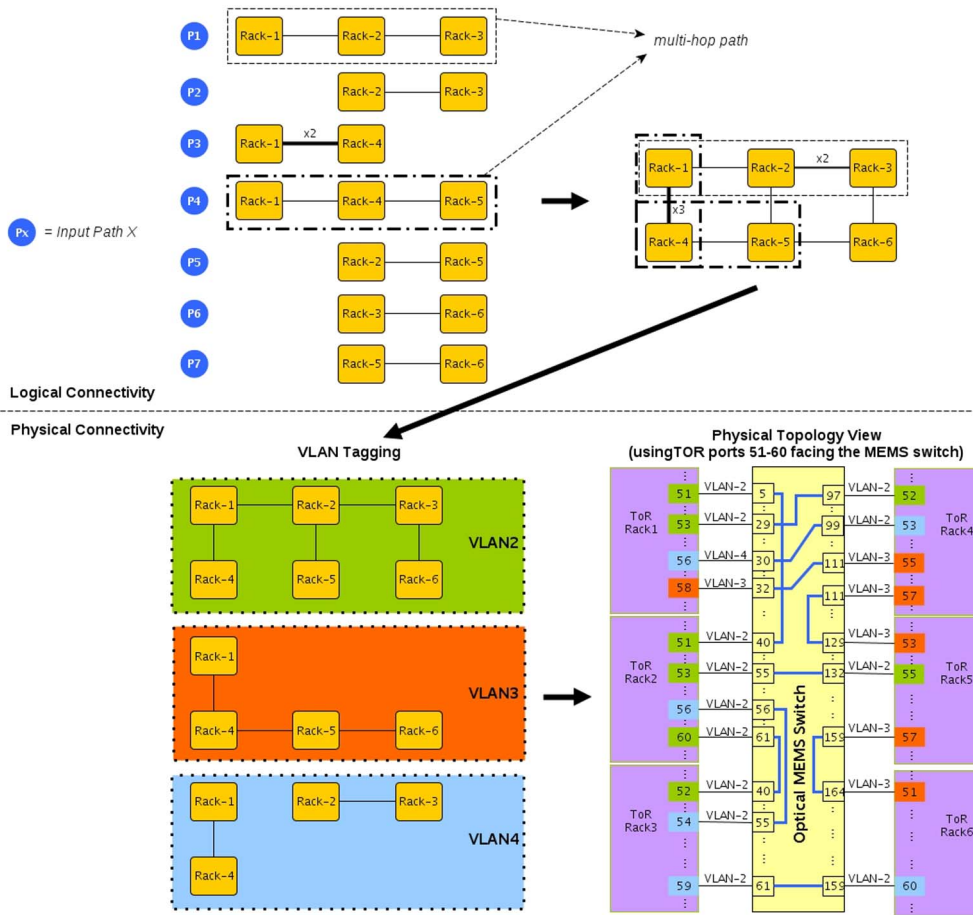 P1 Rack-1 Rack-2 Rack-3
multi-hop path
P2 Rack-2 Rack-3
P3 Rack-1 x2 Rack-4
P4 Rack-1 Rack-4 Rack-5
Px = Input Path X
P5 Rack-2 Rack-5
P6 Rack-3 Rack-6
P7 Rack-5 Rack-6
Rack-1 Rack-2 x2 Rack-3
x3
Rack-4 Rack-5 Rack-6
Logical Connectivity
Physical Connectivity
VLAN Tagging
Rack-1 Rack-2 Rack-3
VLAN2
Rack-4 Rack-5 Rack-6
Rack-1
VLAN3
Rack-4 Rack-5 Rack-6
Rack-1 Rack-2 Rack-3
VLAN4
Rack-4
Physical Topology View
(usingTOR ports 51-60 facing the MEMS switch)
ToR
Rack1
51 VLAN-2 5
53 VLAN-2 29
56 VLAN-4 30
58 VLAN-3 32
ToR
Rack2
51 VLAN-2 40
53 VLAN-2 55
56 VLAN-2 56
60 VLAN-2 61
ToR
Rack3
52 VLAN-2 40
54 VLAN-2 55
59 VLAN-2 61
Optical MEMS Switch
97 VLAN-2 52
99 VLAN-2 53
111 VLAN-3 55
111 VLAN-3 57
ToR
Rack4
129 VLAN-3 53
132 VLAN-2 55
159 VLAN-3 57
ToR
Rack5
164 VLAN-3 51
159 VLAN-2 60
ToR
Rack6